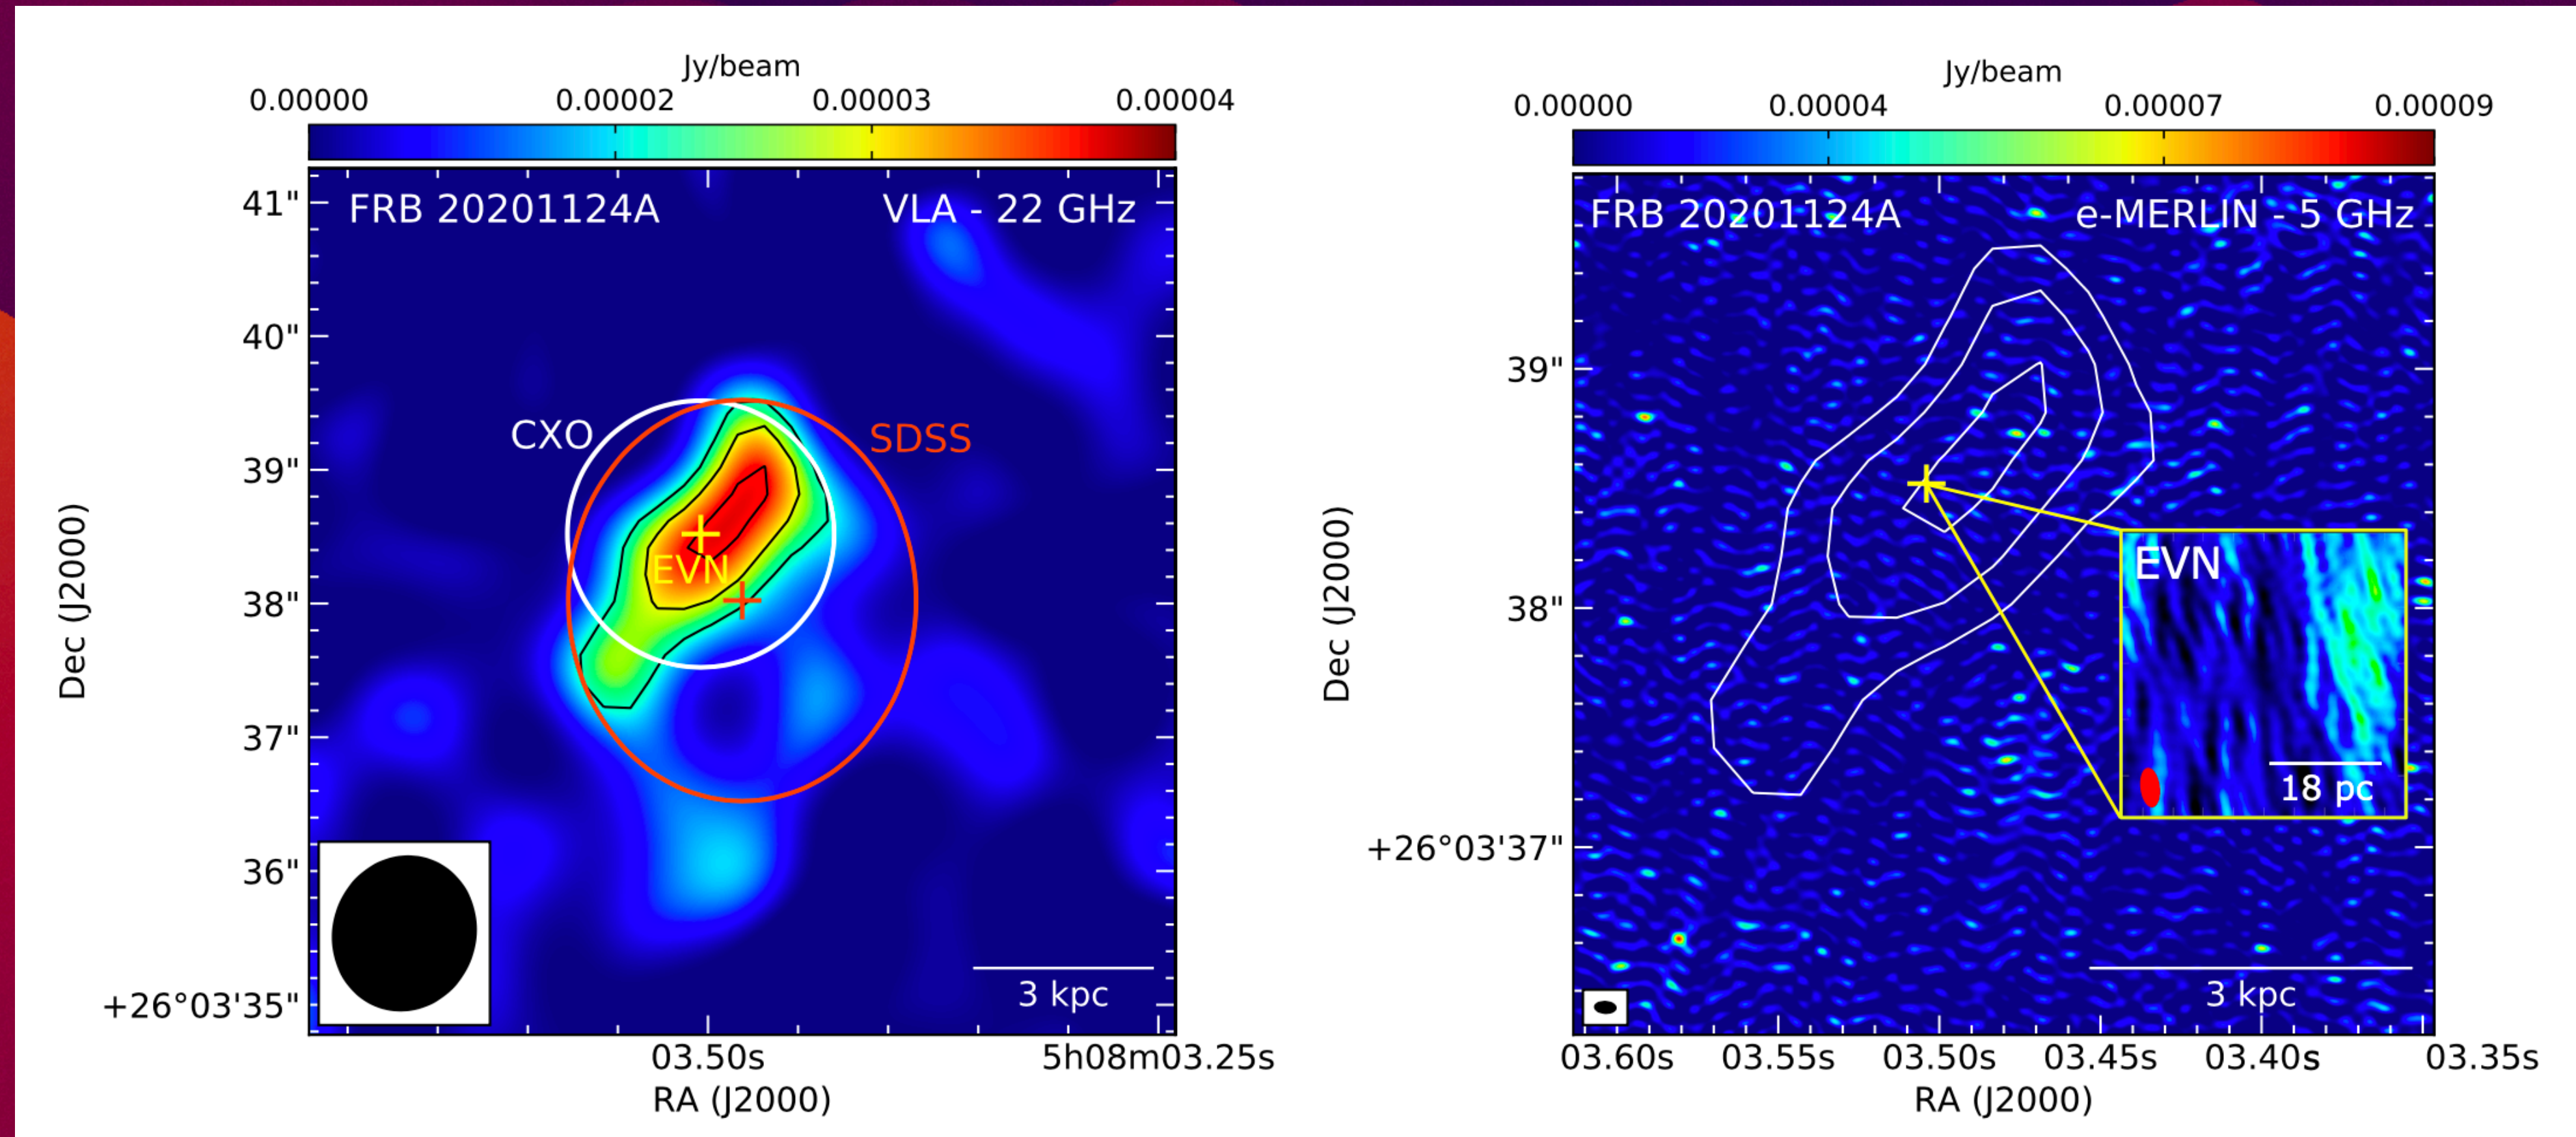 Jy/beam
0.00000 0.00002 0.00003 0.00004
FRB 20201124A VLA - 22 GHz
CXO
SDSS
EVN
3 kpc
41"
40"
39"
38"
37"
36"
+26°03'35"
Dec (J2000)
03.50s 5h08m03.25s
RA (J2000)
Jy/beam
0.00000 0.00004 0.00007 0.00009
FRB 20201124A e-MERLIN - 5 GHz
EVN
18 pc
3 kpc
39"
38"
+26°03'37"
Dec (J2000)
03.60s 03.55s 03.50s 03.45s 03.40s 03.35s
RA (J2000)